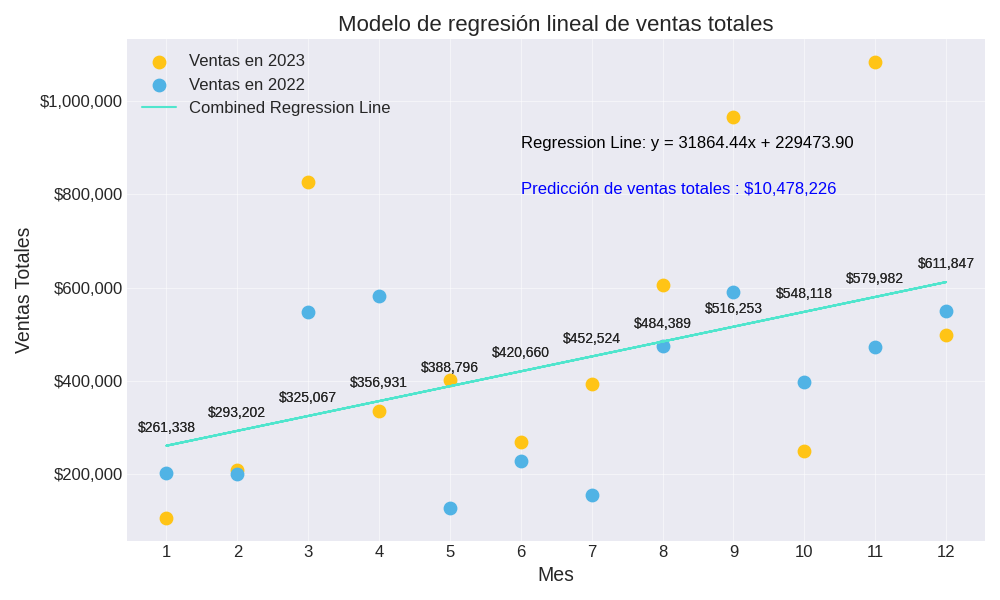 Modelo de regresión lineal de ventas totales
Ventas en 2023
Ventas en 2022
Combined Regression Line
Regression Line: y = 31864.44x + 229473.90
Predicción de ventas totales : $10,478,226
Ventas Totales
$1,000,000
$800,000
$600,000
$400,000
$200,000
$261,338
$293,202
$325,067
$356,931
$388,796
$420,660
$452,524
$484,389
$516,253
$548,118
$579,982
$611,847
1 2 3 4 5 6 7 8 9 10 11 12
Mes